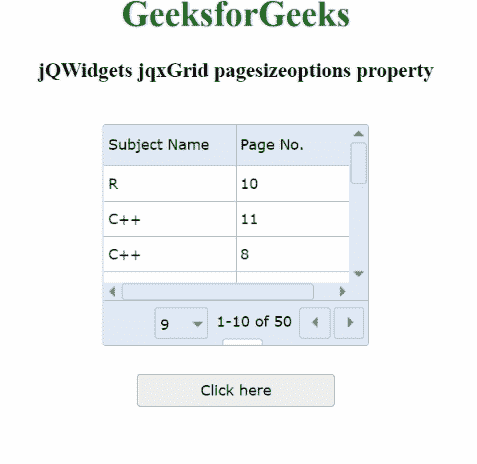 GeeksforGeeks
jQWidgets jqxGrid pagesizeoptions property
Subject Name Page No.
R 10
C++ 11
C++ 8
9 1-10 of 50
Click here